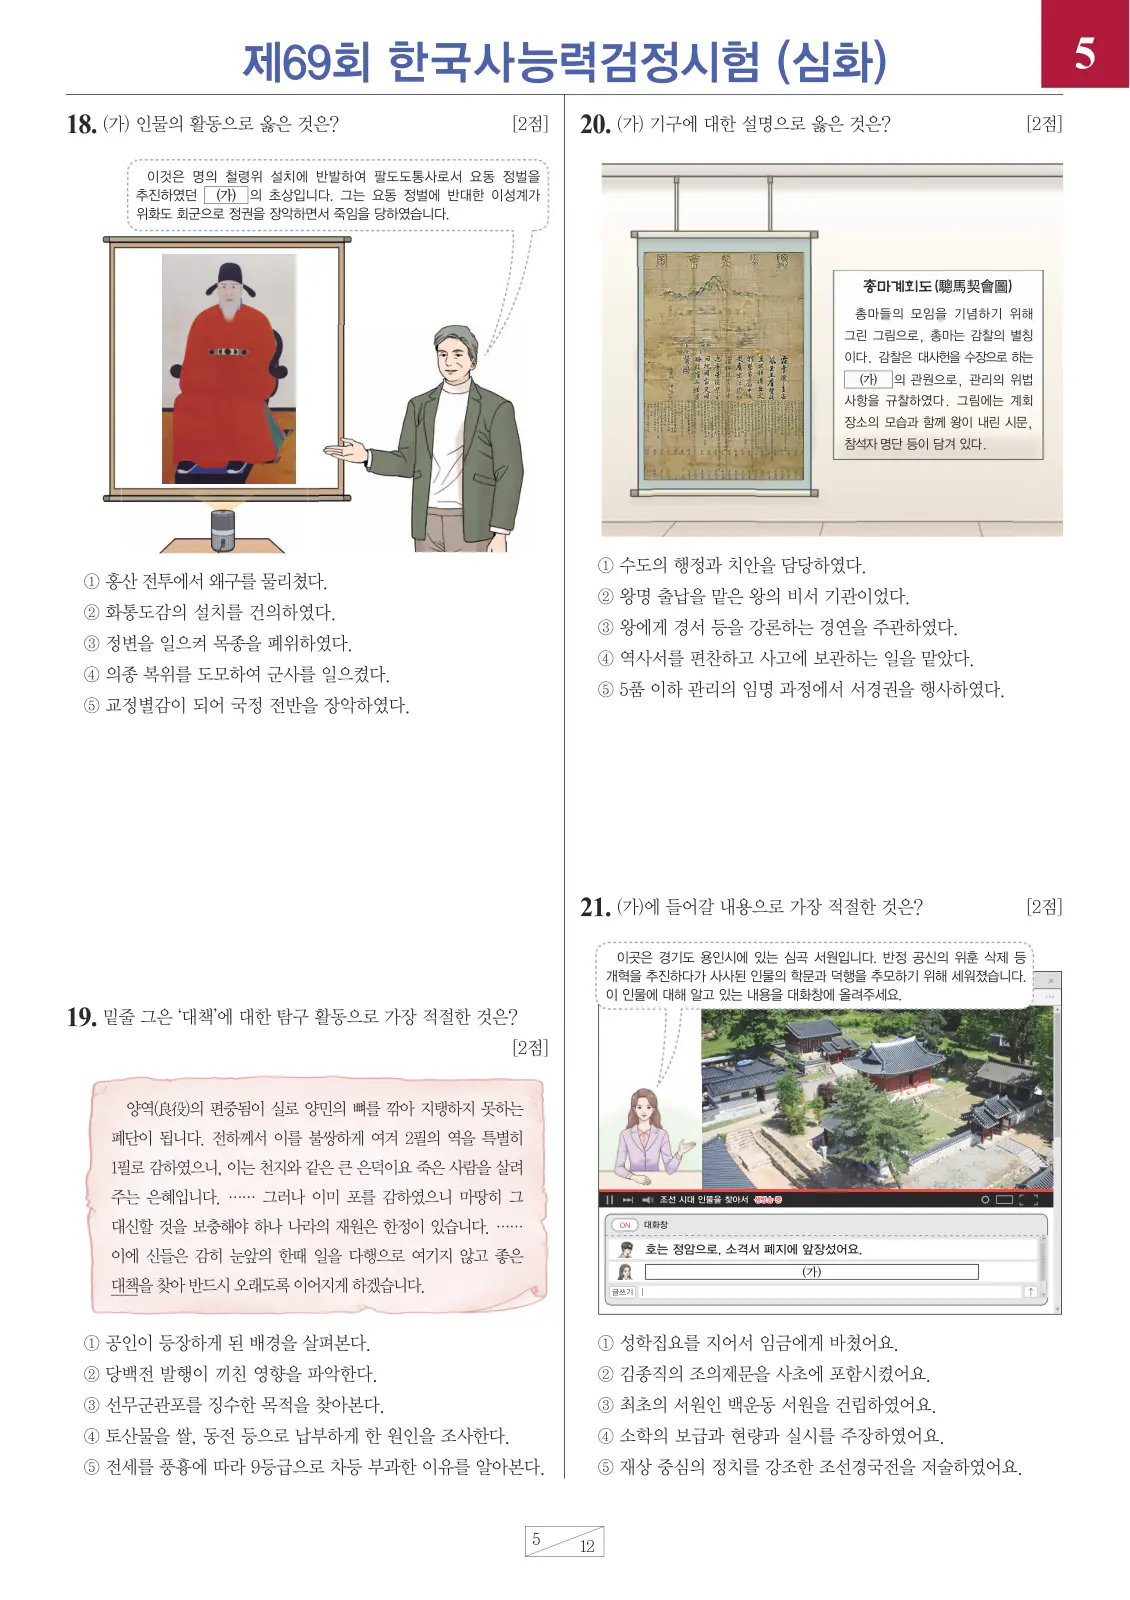 제69회 한국사능력검정시험 (심화)
5
18. (가) 인물의 활동으로 옳은 것은? [2점]
이것은 명의 철령위 설치에 반발하여 팔도도통사로서 요동 정벌을
추진하였던 (가) 의 초상입니다. 그는 요동 정벌에 반대한 이성계가
위화도 회군으로 정권을 장악하면서 죽임을 당하였습니다.
① 홍산 전투에서 왜구를 물리쳤다.
② 화통도감의 설치를 건의하였다.
③ 정변을 일으켜 목종을 폐위하였다.
④ 의종 복위를 도모하여 군사를 일으켰다.
⑤ 교정별감이 되어 국정 전반을 장악하였다.
19. 밑줄 그은 ‘대책’에 대한 탐구 활동으로 가장 적절한 것은?
[2점]
양역(良役)의 편중됨이 실로 양민의 뼈를 깎아 지탱하지 못하는
폐단이 됩니다. 전하께서 이를 불쌍하게 여겨 2필의 역을 특별히
1필로 감하였으니, 이는 천지와 같은 큰 은덕이요 죽은 사람을 살려
주는 은혜입니다. …… 그러나 이미 포를 감하였으니 마땅히 그
대신할 것을 보충해야 하나 나라의 재원은 한정이 있습니다. ……
이에 신들은 감히 눈앞의 한때 일을 다행으로 여기지 않고 좋은
대책을 찾아 반드시 오래도록 이어지게 하겠습니다.
① 공인이 등장하게 된 배경을 살펴본다.
② 당백전 발행이 끼친 영향을 파악한다.
③ 선무군관포를 징수한 목적을 찾아본다.
④ 토산물을 쌀, 동전 등으로 납부하게 한 원인을 조사한다.
⑤ 전세를 풍흉에 따라 9등급으로 차등 부과한 이유를 알아본다.
20. (가) 기구에 대한 설명으로 옳은 것은? [2점]
총마계회도(驄馬契會圖)
총마들의 모임을 기념하기 위해
그린 그림으로, 총마는 감찰의 별칭
이다. 감찰은 대사헌을 수장으로 하는
(가) 의 관원으로, 관리의 위법
사항을 규찰하였다. 그림에는 계회
장소의 모습과 함께 왕이 내린 시문,
참석자 명단 등이 담겨 있다.
① 수도의 행정과 치안을 담당하였다.
② 왕명 출납을 맡은 왕의 비서 기관이었다.
③ 왕에게 경서 등을 강론하는 경연을 주관하였다.
④ 역사서를 편찬하고 사고에 보관하는 일을 맡았다.
⑤ 5품 이하 관리의 임명 과정에서 서경권을 행사하였다.
21. (가)에 들어갈 내용으로 가장 적절한 것은? [2점]
이곳은 경기도 용인시에 있는 심곡 서원입니다. 반정 공신의 위훈 삭제 등
개혁을 추진하다가 사사된 인물의 학문과 덕행을 추모하기 위해 세워졌습니다.
이 인물에 대해 알고 있는 내용을 대화창에 올려주세요.
조선 시대 인물을 찾아서 생방송 중
ON 대화창
호는 정암으로, 소격서 폐지에 앞장섰어요.
(가)
글쓰기
① 성학집요를 지어서 임금에게 바쳤어요.
② 김종직의 조의제문을 사초에 포함시켰어요.
③ 최초의 서원인 백운동 서원을 건립하였어요.
④ 소학의 보급과 현량과 실시를 주장하였어요.
⑤ 재상 중심의 정치를 강조한 조선경국전을 저술하였어요.
5
12